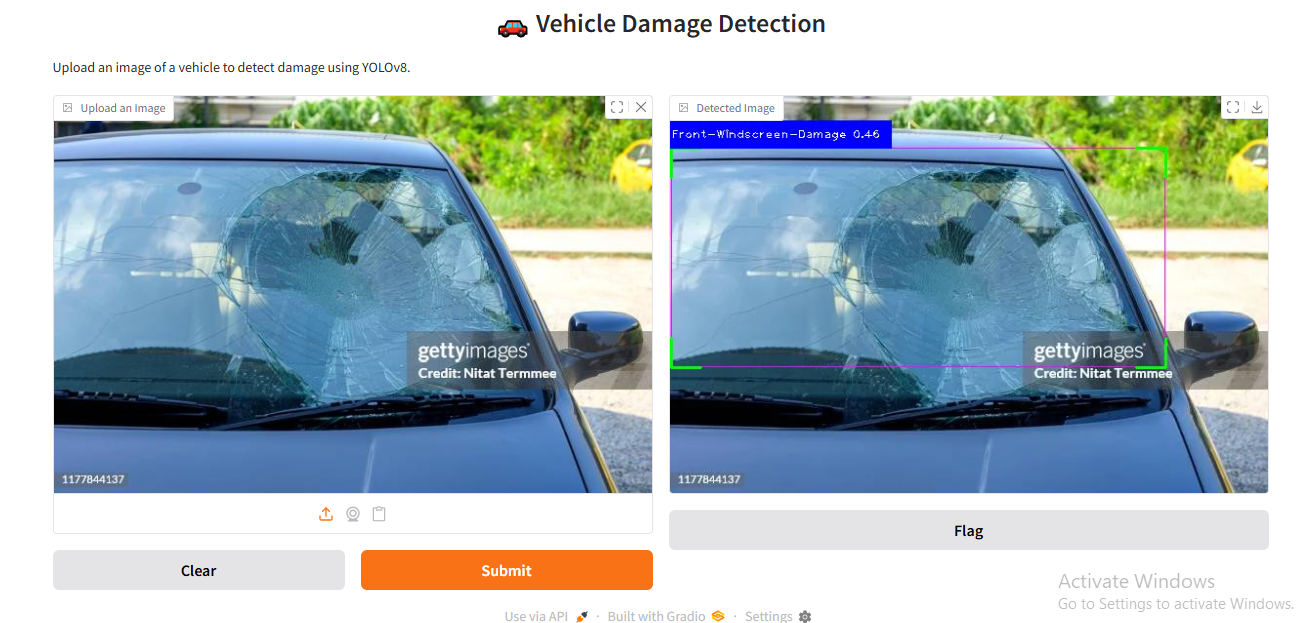 Vehicle Damage Detection
Upload an image of a vehicle to detect damage using YOLOv8.
Upload an Image
gettyimages®
Credit: Nitat Termmee
1177844137
Clear
Submit
Detected Image
Front-Windscreen-Damage 0.46
gettyimages®
Credit: Nitat Termmee
1177844137
Flag
Activate Windows
Go to Settings to activate Windows.
Use via API · Built with Gradio · Settings